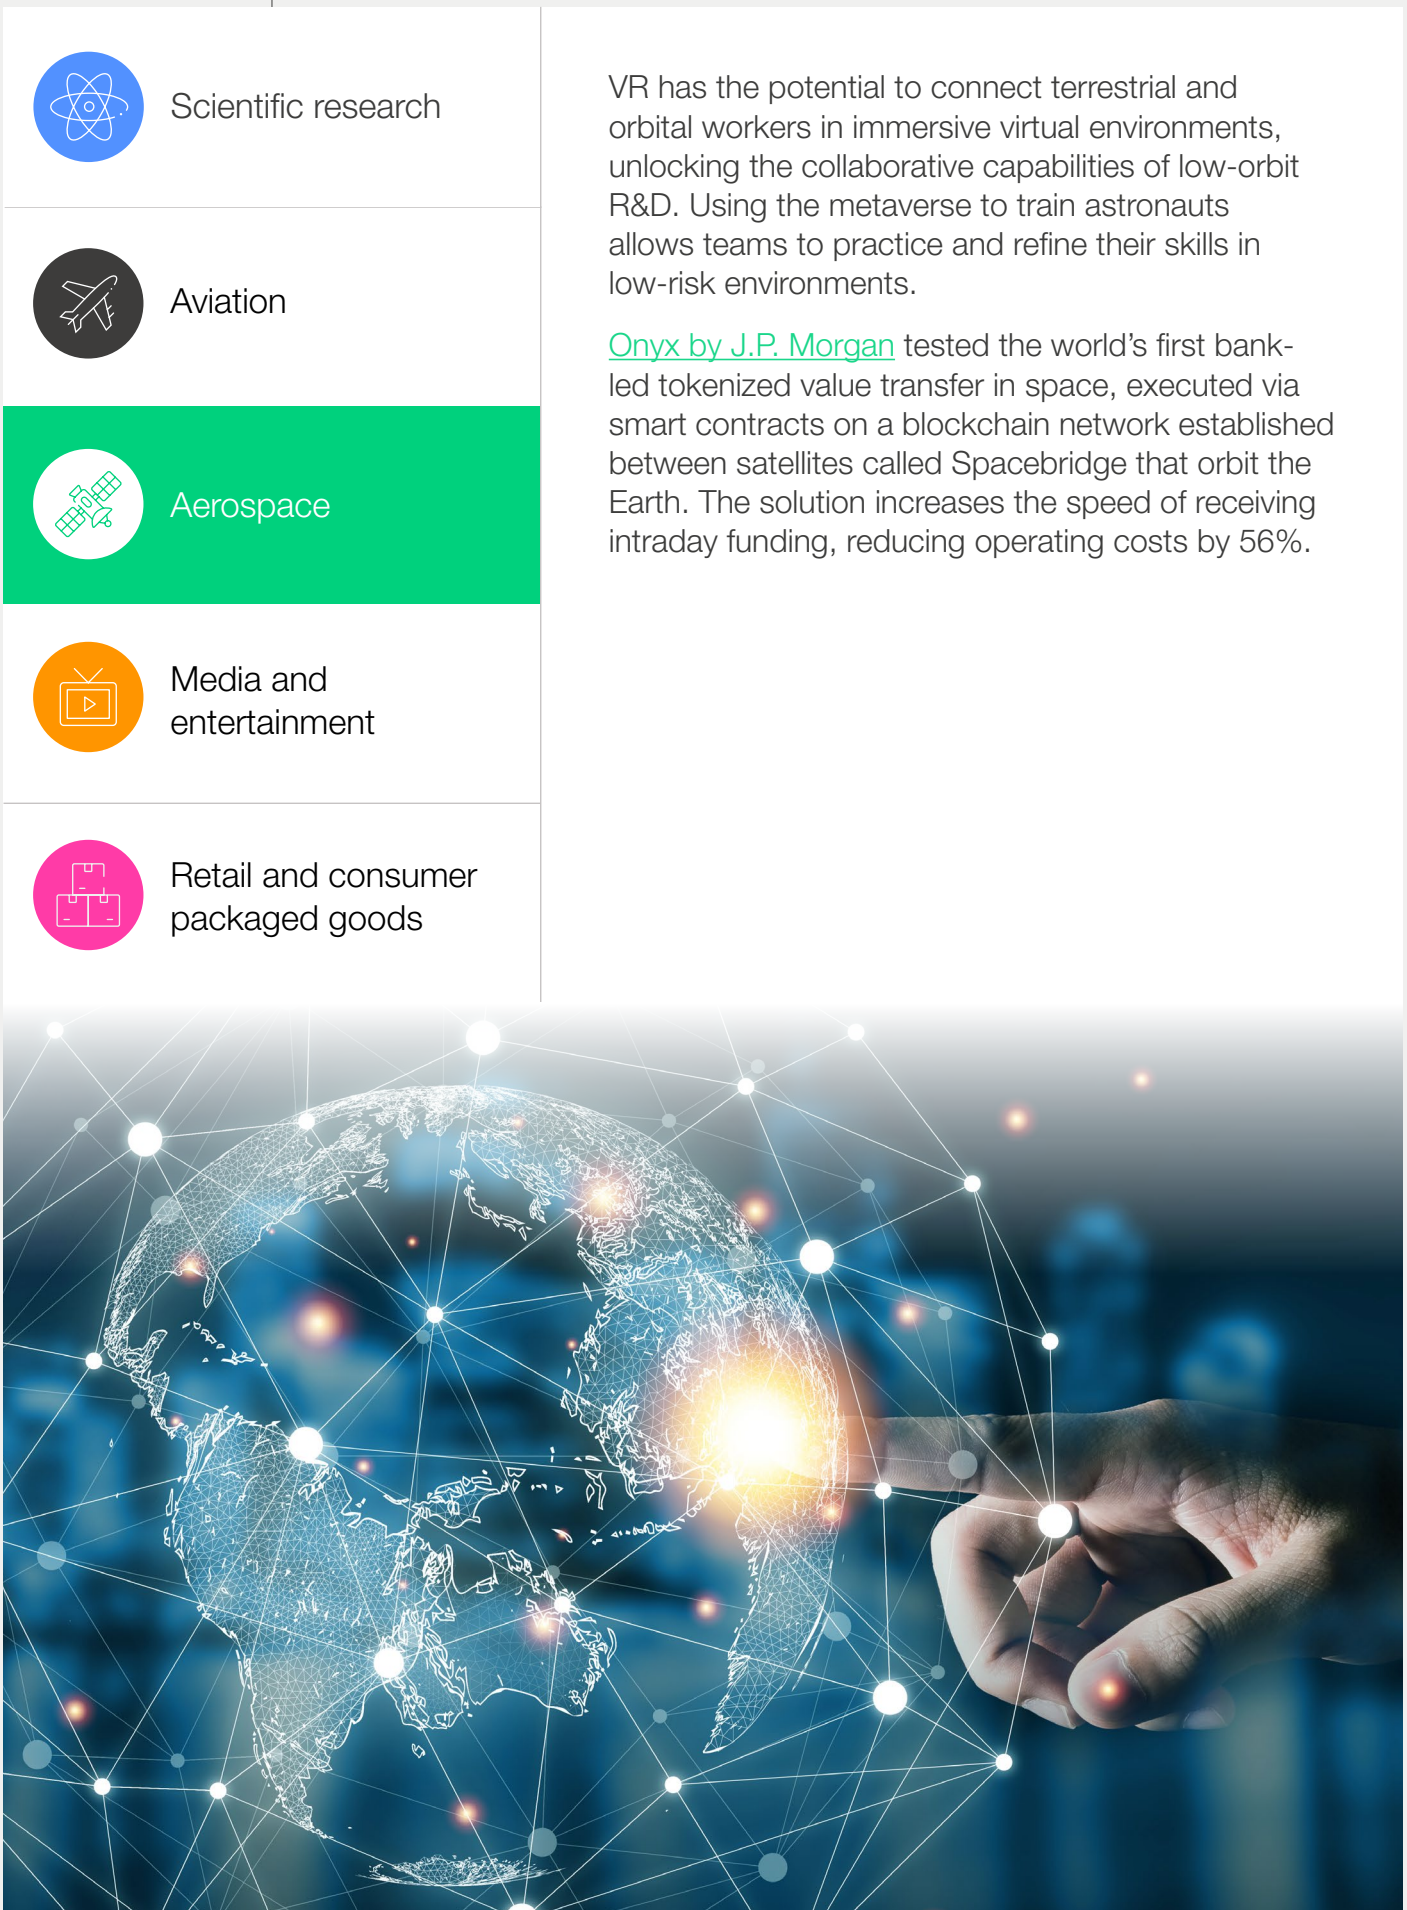 Scientific research
Aviation
Aerospace
Media and
entertainment
Retail and consumer
packaged goods
VR has the potential to connect terrestrial and
orbital workers in immersive virtual environments,
unlocking the collaborative capabilities of low-orbit
R&D. Using the metaverse to train astronauts
allows teams to practice and refine their skills in
low-risk environments.
Onyx by J.P. Morgan tested the world’s first bank-
led tokenized value transfer in space, executed via
smart contracts on a blockchain network established
between satellites called Spacebridge that orbit the
Earth. The solution increases the speed of receiving
intraday funding, reducing operating costs by 56%.